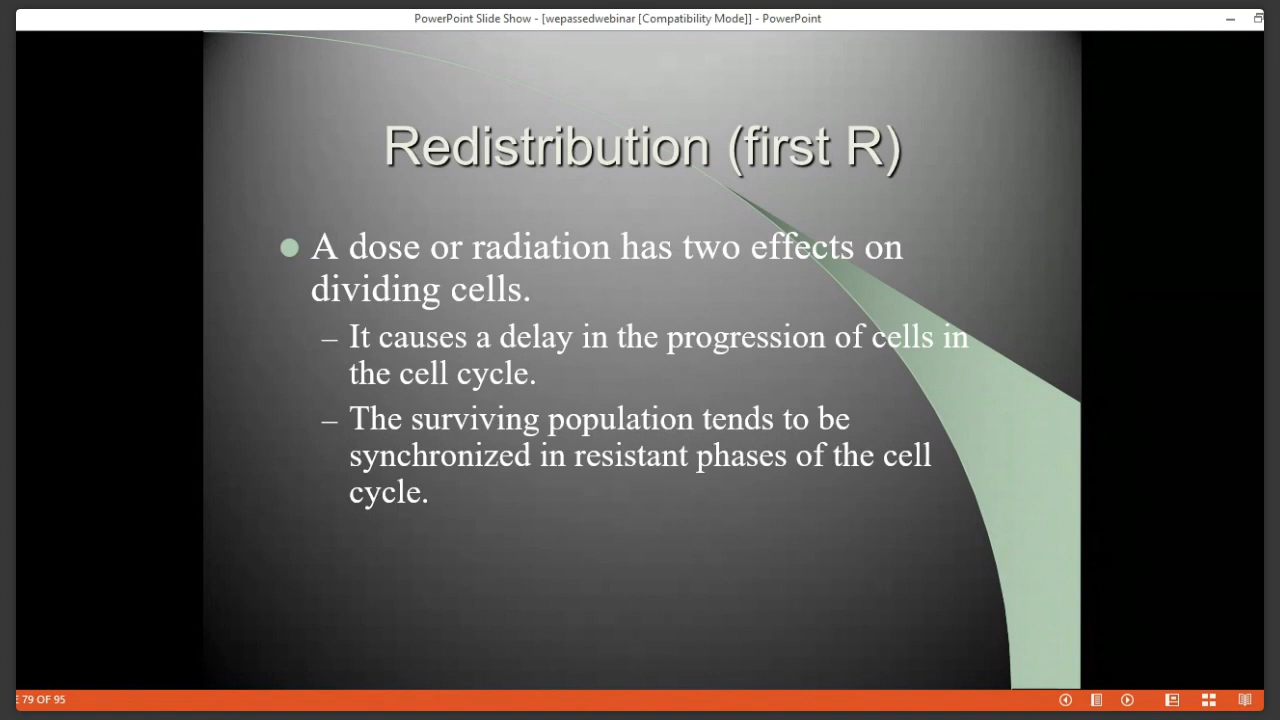 PowerPoint Slide Show - [wepassedwebinar [Compatibility Mode]] - PowerPoint
Redistribution (first R)
A dose or radiation has two effects on
dividing cells.
– It causes a delay in the progression of cells in
the cell cycle.
– The surviving population tends to be
synchronized in resistant phases of the cell
cycle.
E 79 OF 95